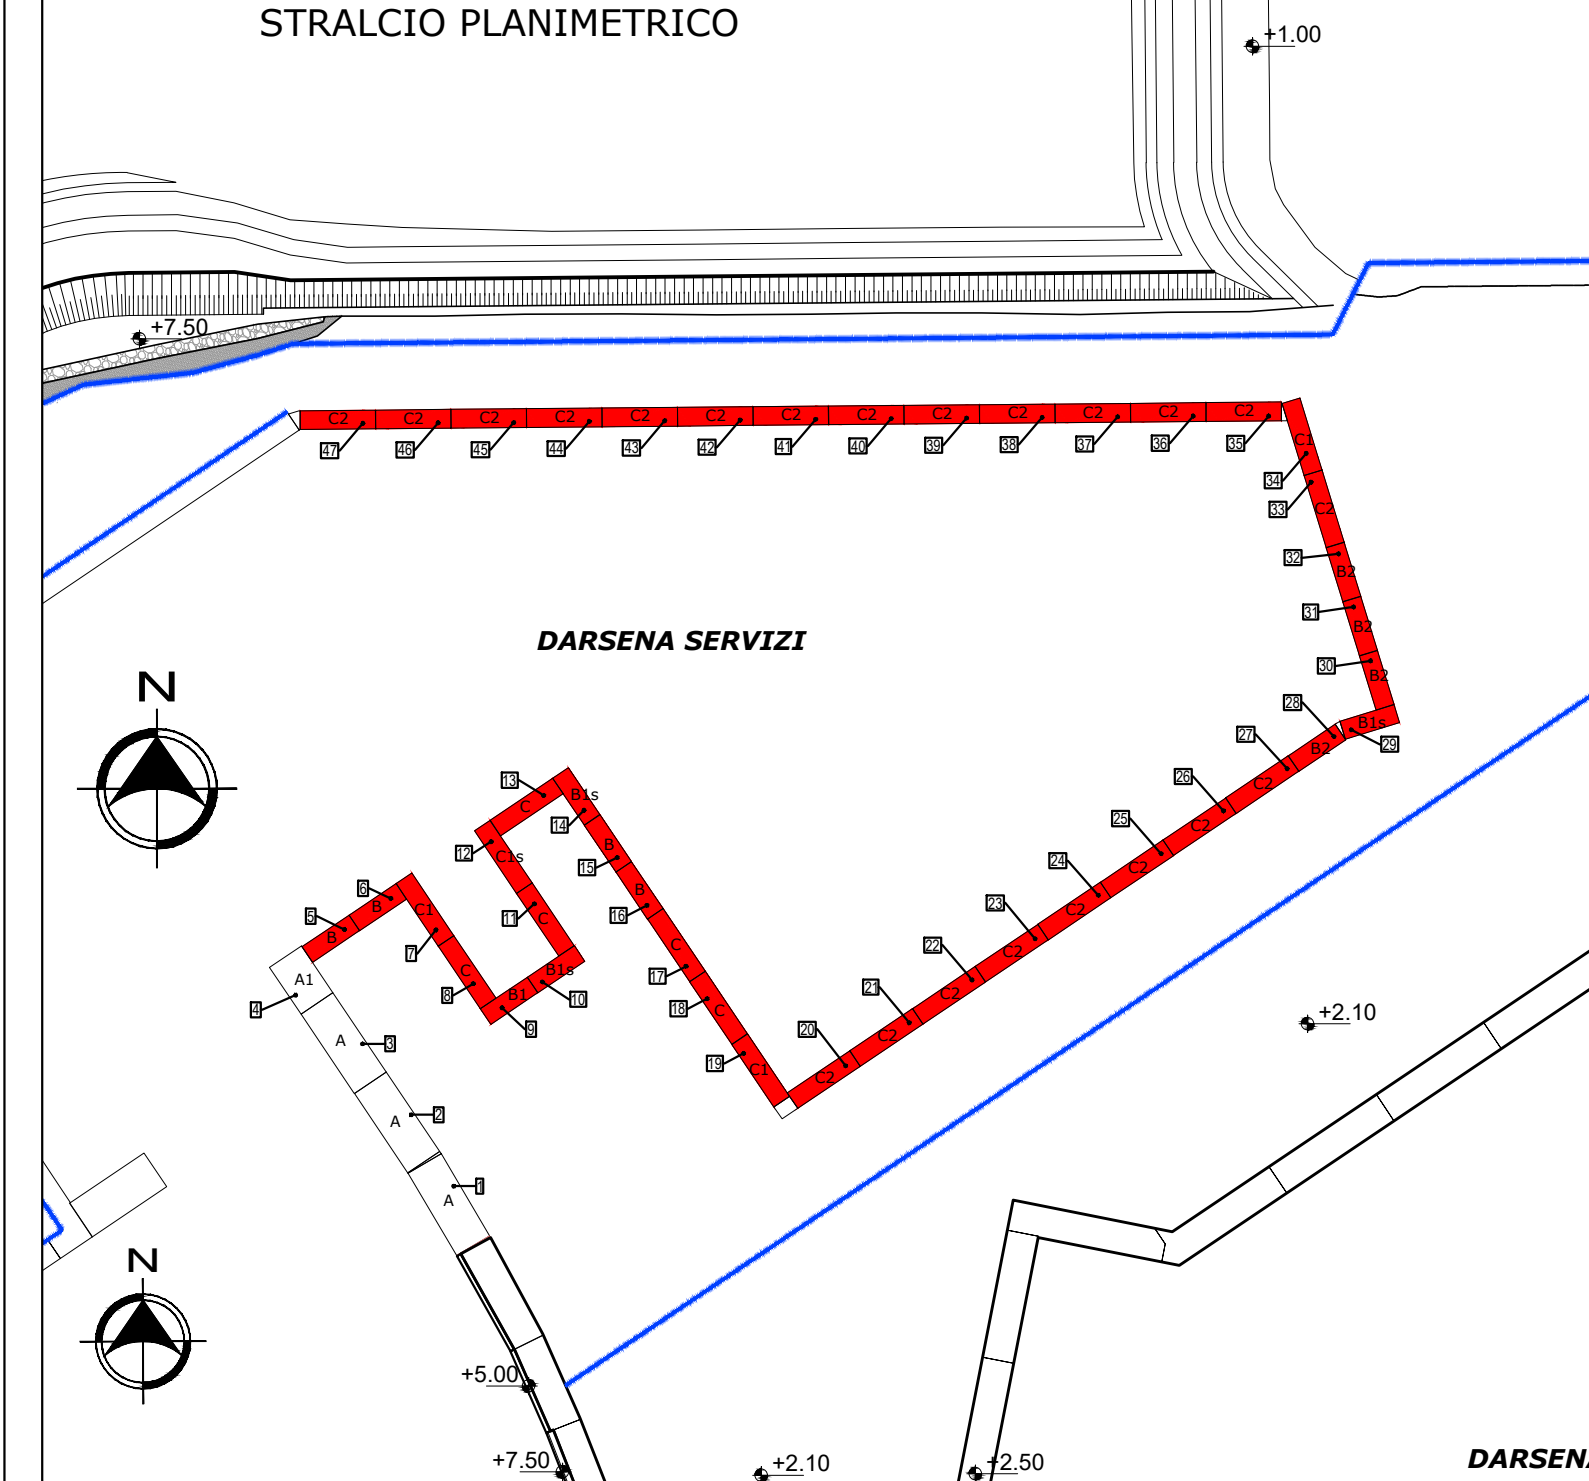 STRALCIO PLANIMETRICO
+1.00
+7.50
C2 C2 C2 C2 C2 C2 C2 C2 C2 C2 C2 C2 C2
47 46 45 44 43 42 41 40 39 38 37 36 35
C1
34
33
C2
32
B2
31
B2
30
B2
DARSENA SERVIZI
N
28
B1s
29
27
B2
26
C2
25
C2
24
C2
23
C2
22
C2
21
C2
20
C2
C2
13
C
B1s
14
12
C1s
15
B
6
B
5
B
C1
7
11
C
16
B
17
C
4
A1
8
C
B1s
10
B1
9
18
C
19
C1
A
3
A
2
A
1
+2.10
N
+5.00
+7.50
+2.10
+2.50
DARSENA